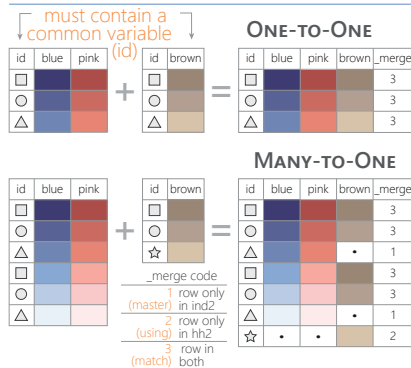 must contain a
common variable
(id)
ONE-TO-ONE
id blue pink
id brown
id blue pink brown _merge
+
=
3
3
3
MANY-TO-ONE
id blue pink
id brown
id blue pink brown _merge
+
=
3
3
• 1
3
3
• 1
• • 2
_merge code
1 row only
(master) in ind2
2 row only
(using) in hh2
3 row in
(match) both